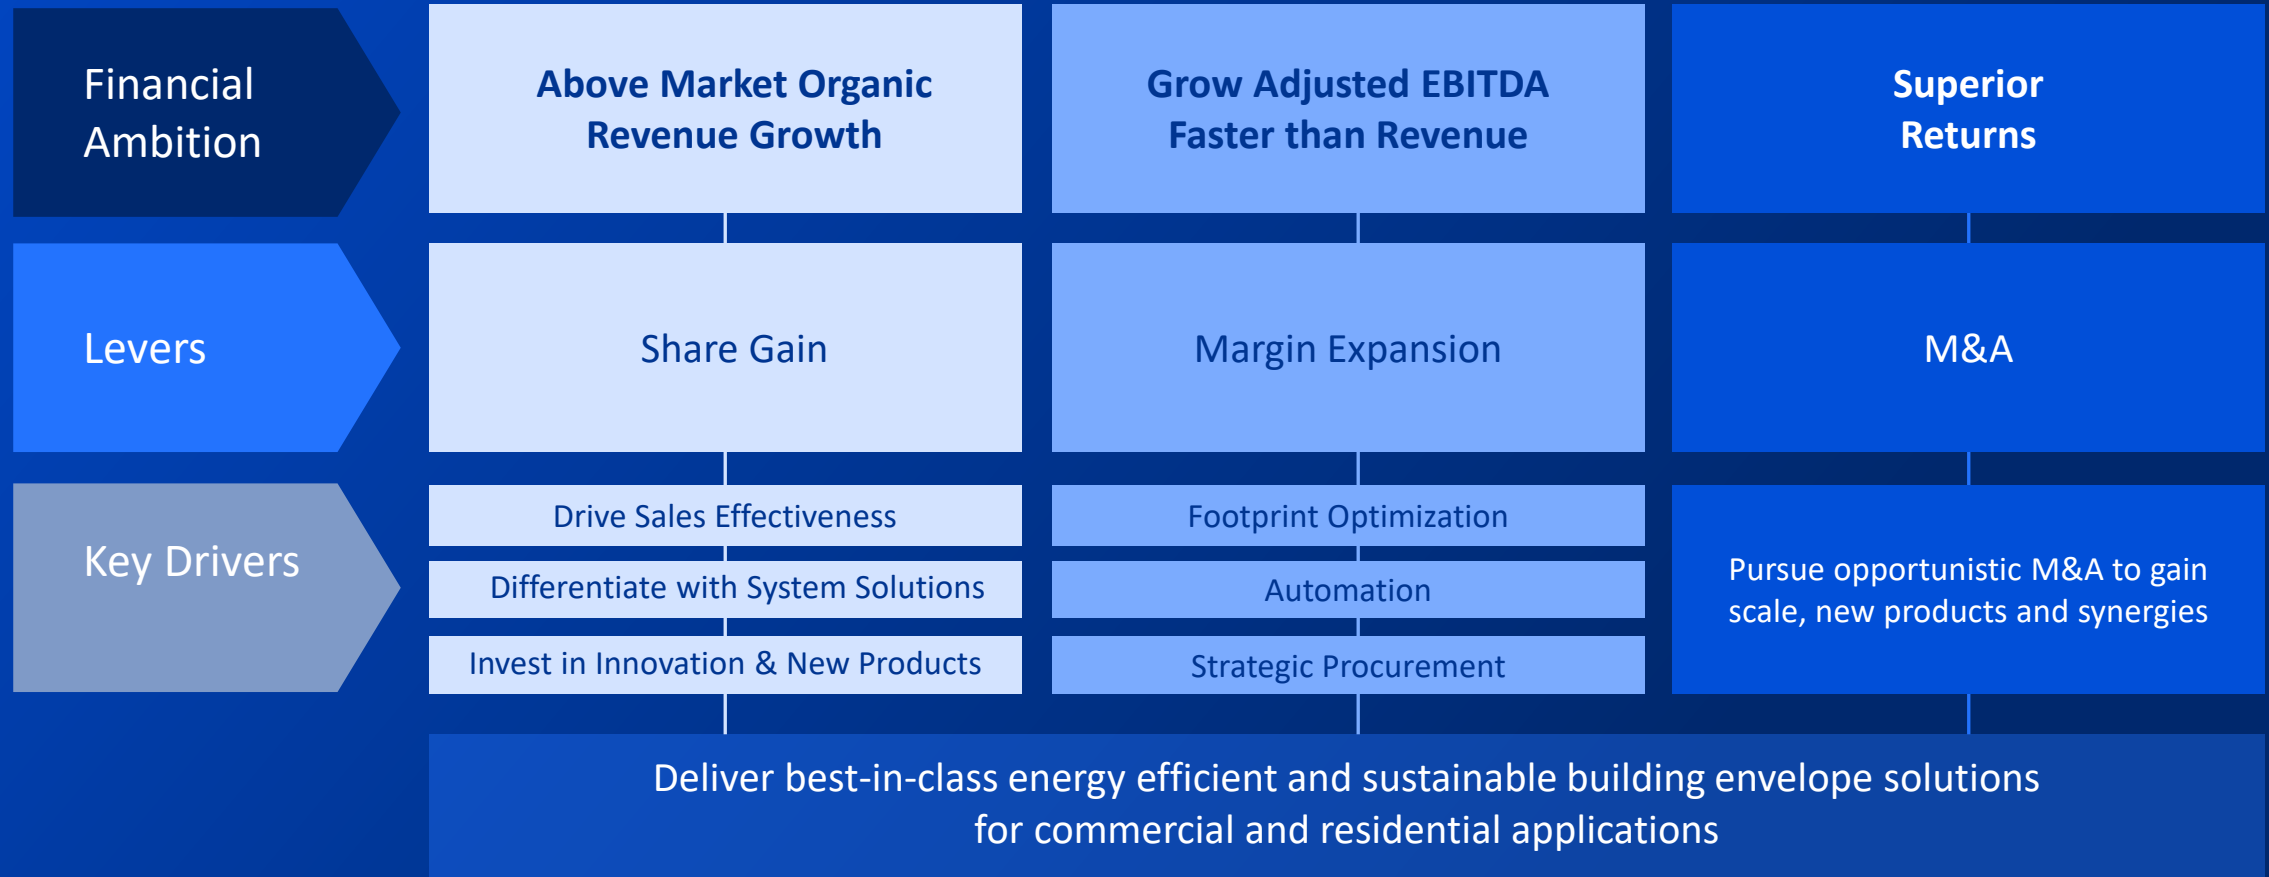 Financial
Ambition
Above Market Organic
Revenue Growth
Grow Adjusted EBITDA
Faster than Revenue
Superior
Returns
Levers
Share Gain
Margin Expansion
M&A
Key Drivers
Drive Sales Effectiveness
Differentiate with System Solutions
Invest in Innovation & New Products
Footprint Optimization
Automation
Strategic Procurement
Pursue opportunistic M&A to gain
scale, new products and synergies
Deliver best-in-class energy efficient and sustainable building envelope solutions
for commercial and residential applications